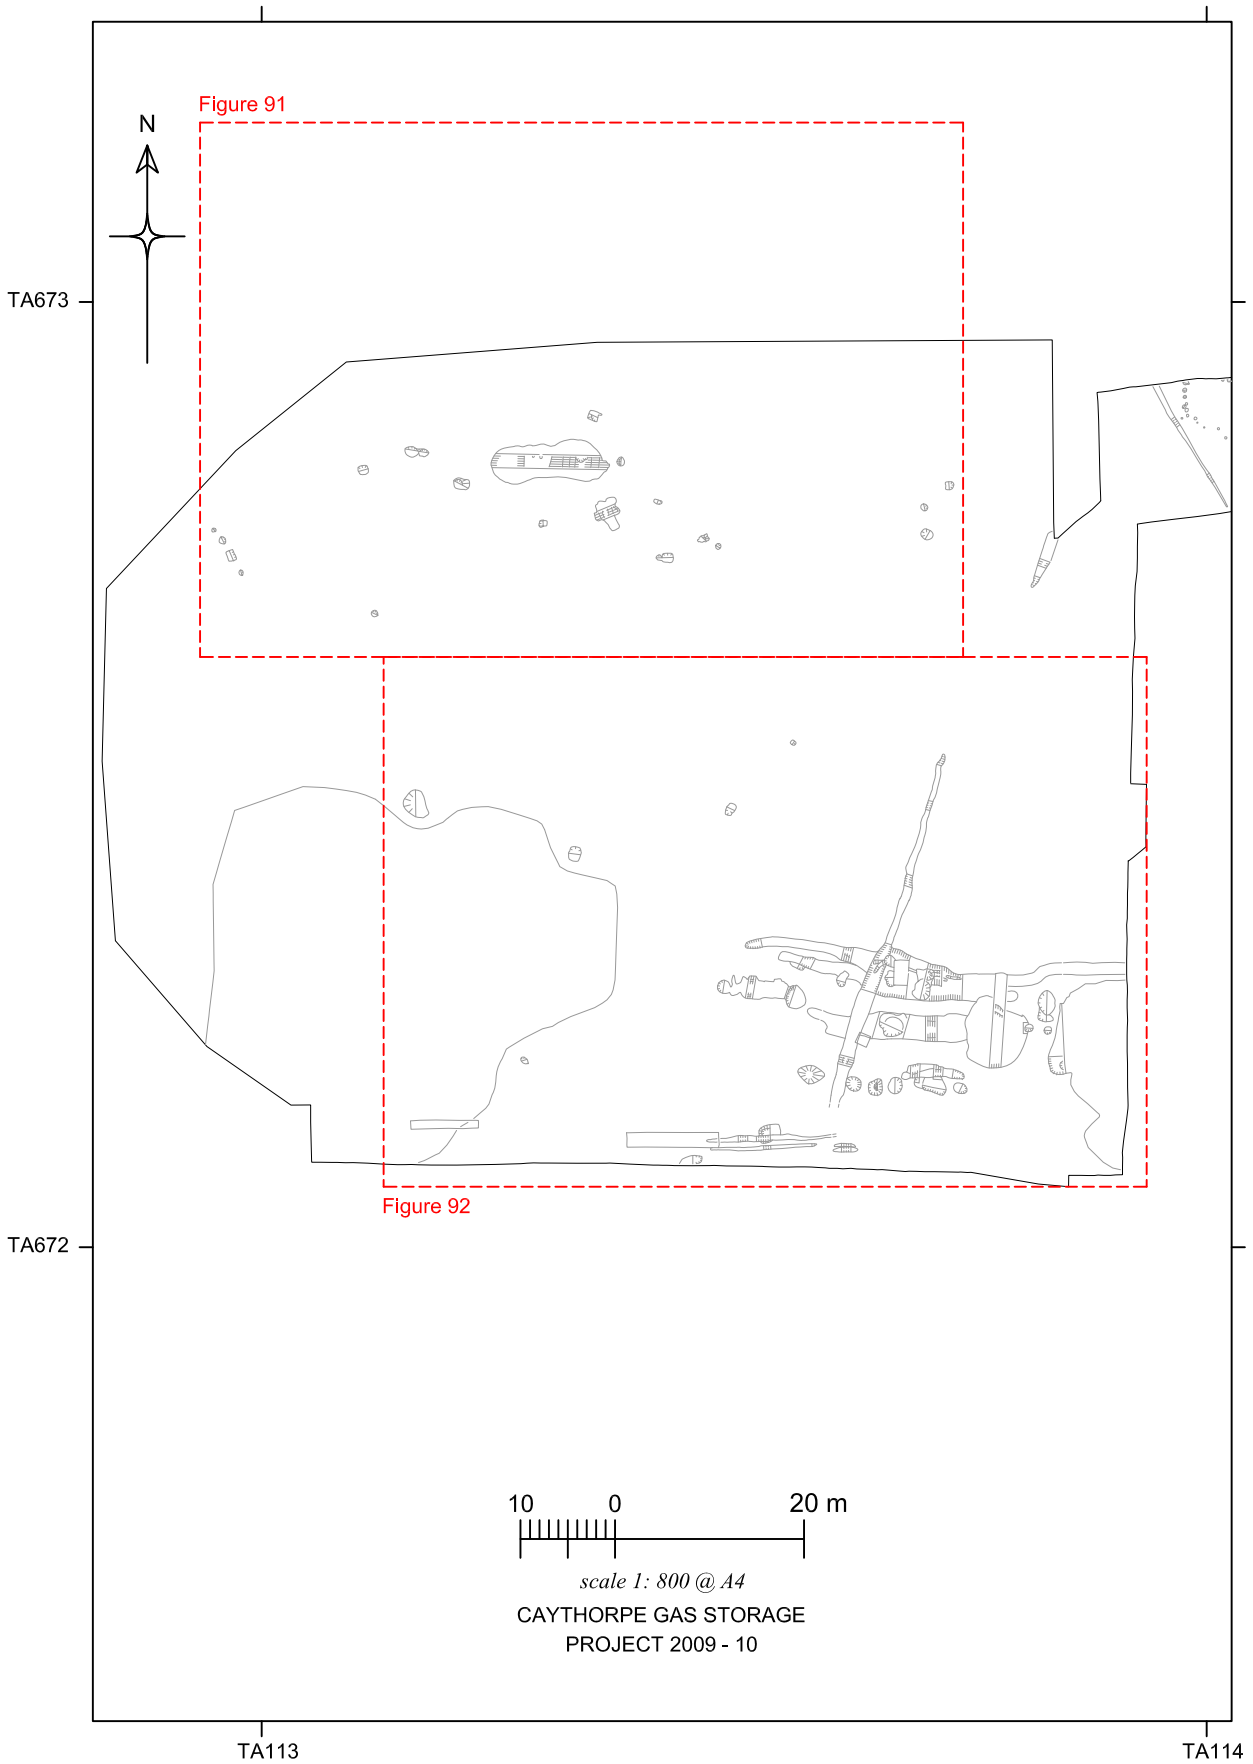 Figure 91
N
TA673
Figure 92
TA672
10 0 20 m
scale 1: 800 @ A4
CAYTHORPE GAS STORAGE
PROJECT 2009 - 10
TA113 TA114